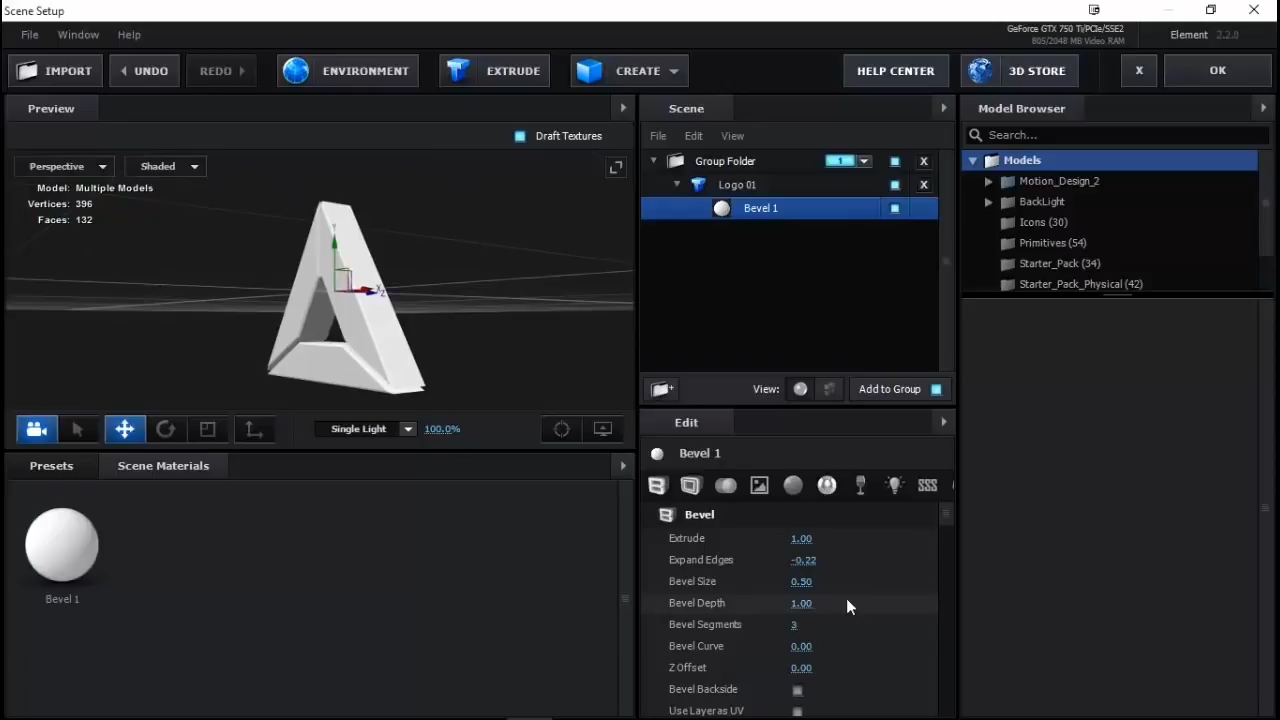 Scene Setup
File Window Help
GeForce GTX 750 Ti/PCIe/SSE2
805/2048 MB Video RAM
Element 2.2.0
IMPORT UNDO REDO ENVIRONMENT EXTRUDE CREATE HELP CENTER 3D STORE X OK
Preview
Draft Textures
Perspective Shaded
Model: Multiple Models
Vertices: 396
Faces: 132
Y
X
Z
Single Light 100.0%
Presets Scene Materials
Bevel 1
Scene
File Edit View
Group Folder 1 X
Logo 01 X
Bevel 1
View: Add to Group
Edit
Bevel 1
Bevel
Extrude 1.00
Expand Edges -0.22
Bevel Size 0.50
Bevel Depth 1.00
Bevel Segments 3
Bevel Curve 0.00
Z Offset 0.00
Bevel Backside
Use Layer as UV
Model Browser
Search...
Models
Motion_Design_2
BackLight
Icons (30)
Primitives (54)
Starter_Pack (34)
Starter_Pack_Physical (42)